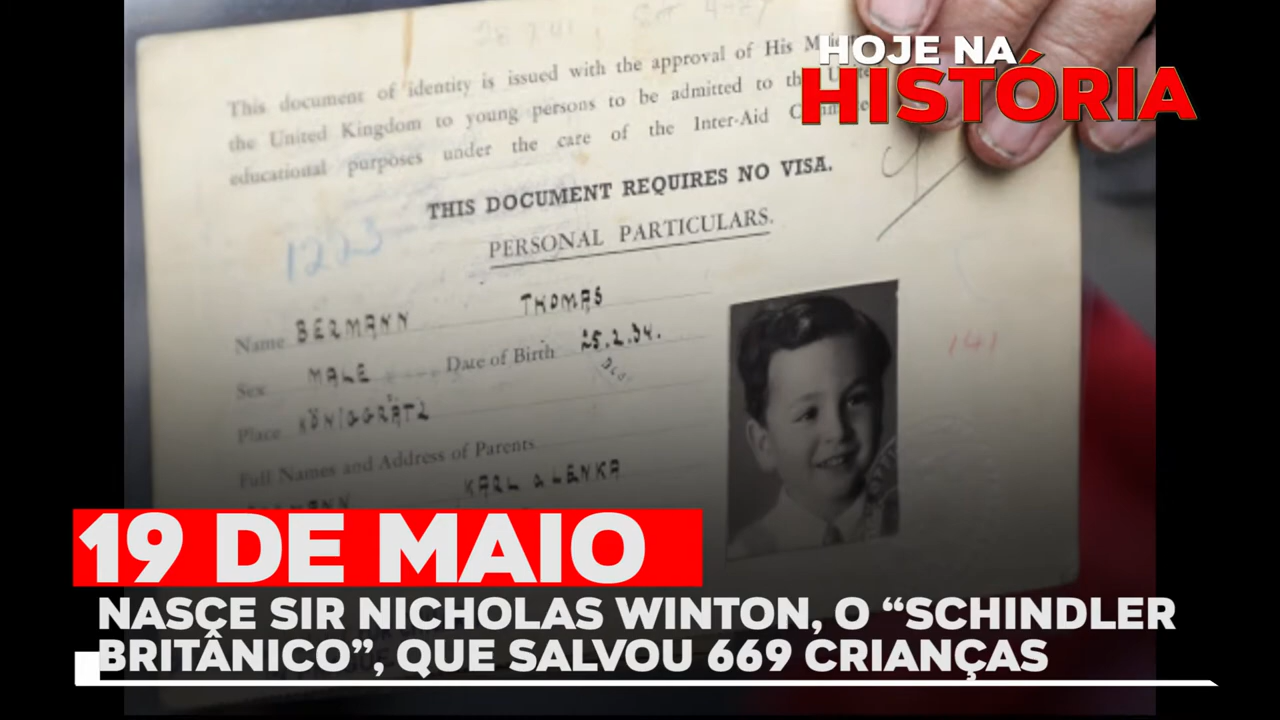 HOJE NA
HISTÓRIA
This document of identity is issued with the approval of His
the United Kingdom to young persons to be admitted to the
educational purposes under the care of the Inter-Aid
THIS DOCUMENT REQUIRES NO VISA.
PERSONAL PARTICULARS.
1223
Name BERMANN THOMAS
Sex MALE Date of Birth 25.2.34.
Place KÖNIGGRÄTZ
Full Names and Address of Parents
KARL & LENKA
141
19 DE MAIO
NASCE SIR NICHOLAS WINTON, O “SCHINDLER
BRITÂNICO”, QUE SALVOU 669 CRIANÇAS